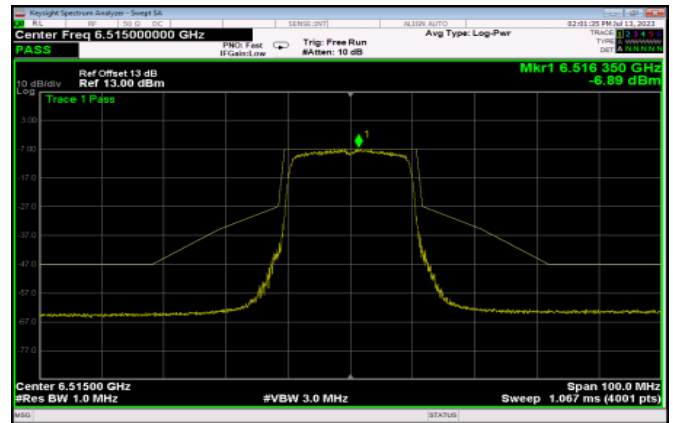 Keysight Spectrum Analyzer - Swept SA
RL RF 50 Ω DC SENSE:INT ALIGN AUTO 02:01:35 PM Jul 13, 2023
Center Freq 6.515000000 GHz Avg Type: Log-Pwr TRACE 1 2 3 4 5 6
PASS PNO: Fast Trig: Free Run TYPE A WWWWW
IFGain:Low #Atten: 10 dB DET A N N N N N
Mkr1 6.516 350 GHz
-6.89 dBm
Ref Offset 13 dB
10 dB/div Ref 13.00 dBm
Log
Trace 1 Pass
1
3.00
-7.00
-17.0
-27.0
-37.0
-47.0
-57.0
-67.0
-77.0
Center 6.51500 GHz Span 100.0 MHz
#Res BW 1.0 MHz #VBW 3.0 MHz Sweep 1.067 ms (4001 pts)
MSG STATUS